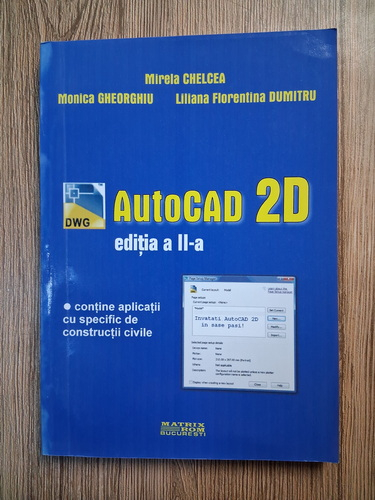 Mirela CHELCEA
Monica GHEORGHIU Liliana Florentina DUMITRU
DWG
AutoCAD 2D
ediția a II-a
• conține aplicații
cu specific de
construcții civile
Invatati AutoCAD 2D
in sase pasi!
MATRIX
ROM
BUCUREȘTI